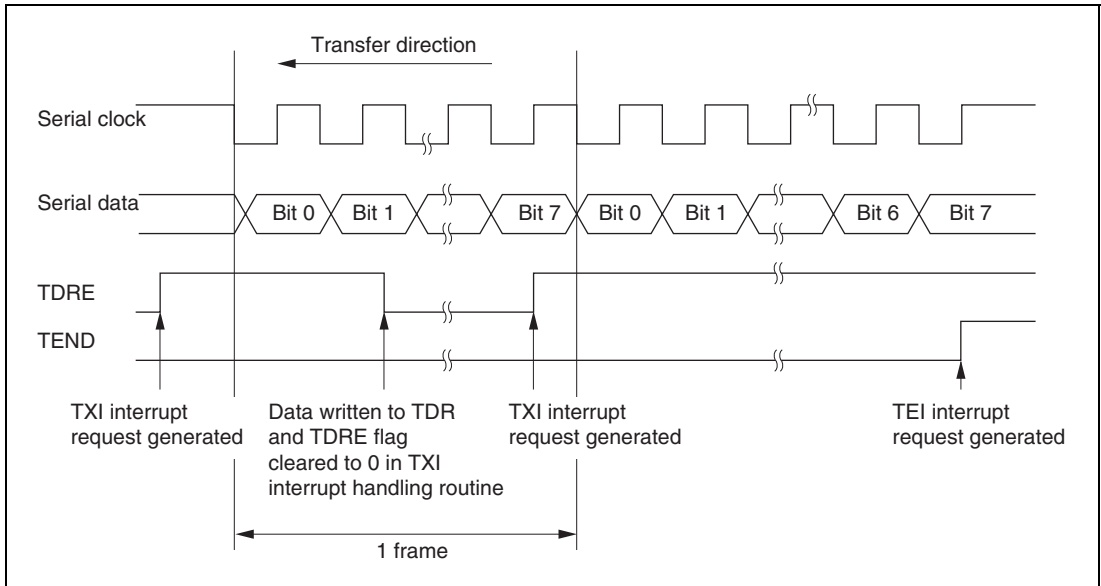 Transfer direction
Serial clock
Serial data
Bit 0
Bit 1
Bit 7
Bit 0
Bit 1
Bit 6
Bit 7
TDRE
TEND
TXI interrupt
request generated
Data written to TDR
and TDRE flag
cleared to 0 in TXI
interrupt handling routine
TXI interrupt
request generated
TEI interrupt
request generated
1 frame